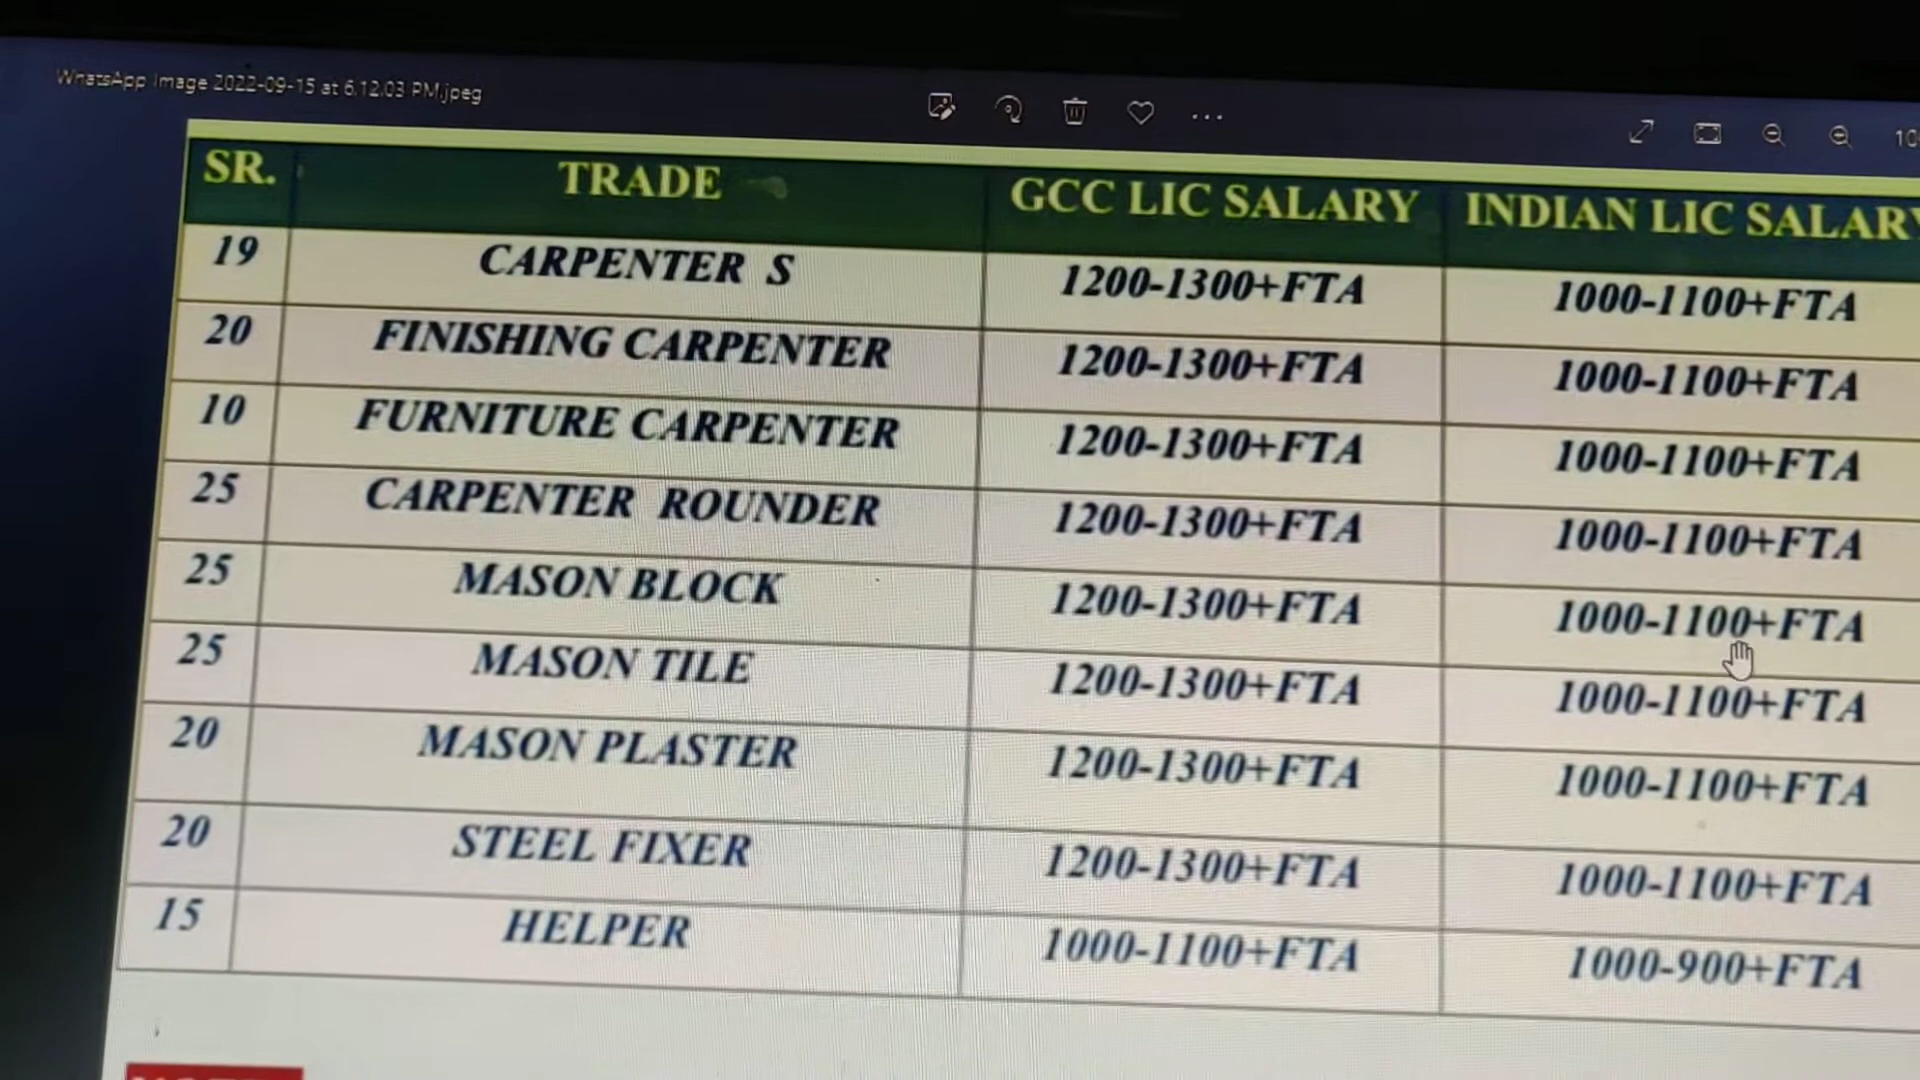 WhatsApp Image 2022-09-15 at 6.12.03 PM.jpeg
SR. TRADE GCC LIC SALARY INDIAN LIC SALARY
19 CARPENTER S 1200-1300+FTA 1000-1100+FTA
20 FINISHING CARPENTER 1200-1300+FTA 1000-1100+FTA
10 FURNITURE CARPENTER 1200-1300+FTA 1000-1100+FTA
25 CARPENTER ROUNDER 1200-1300+FTA 1000-1100+FTA
25 MASON BLOCK 1200-1300+FTA 1000-1100+FTA
25 MASON TILE 1200-1300+FTA 1000-1100+FTA
20 MASON PLASTER 1200-1300+FTA 1000-1100+FTA
20 STEEL FIXER 1200-1300+FTA 1000-1100+FTA
15 HELPER 1000-1100+FTA 1000-900+FTA